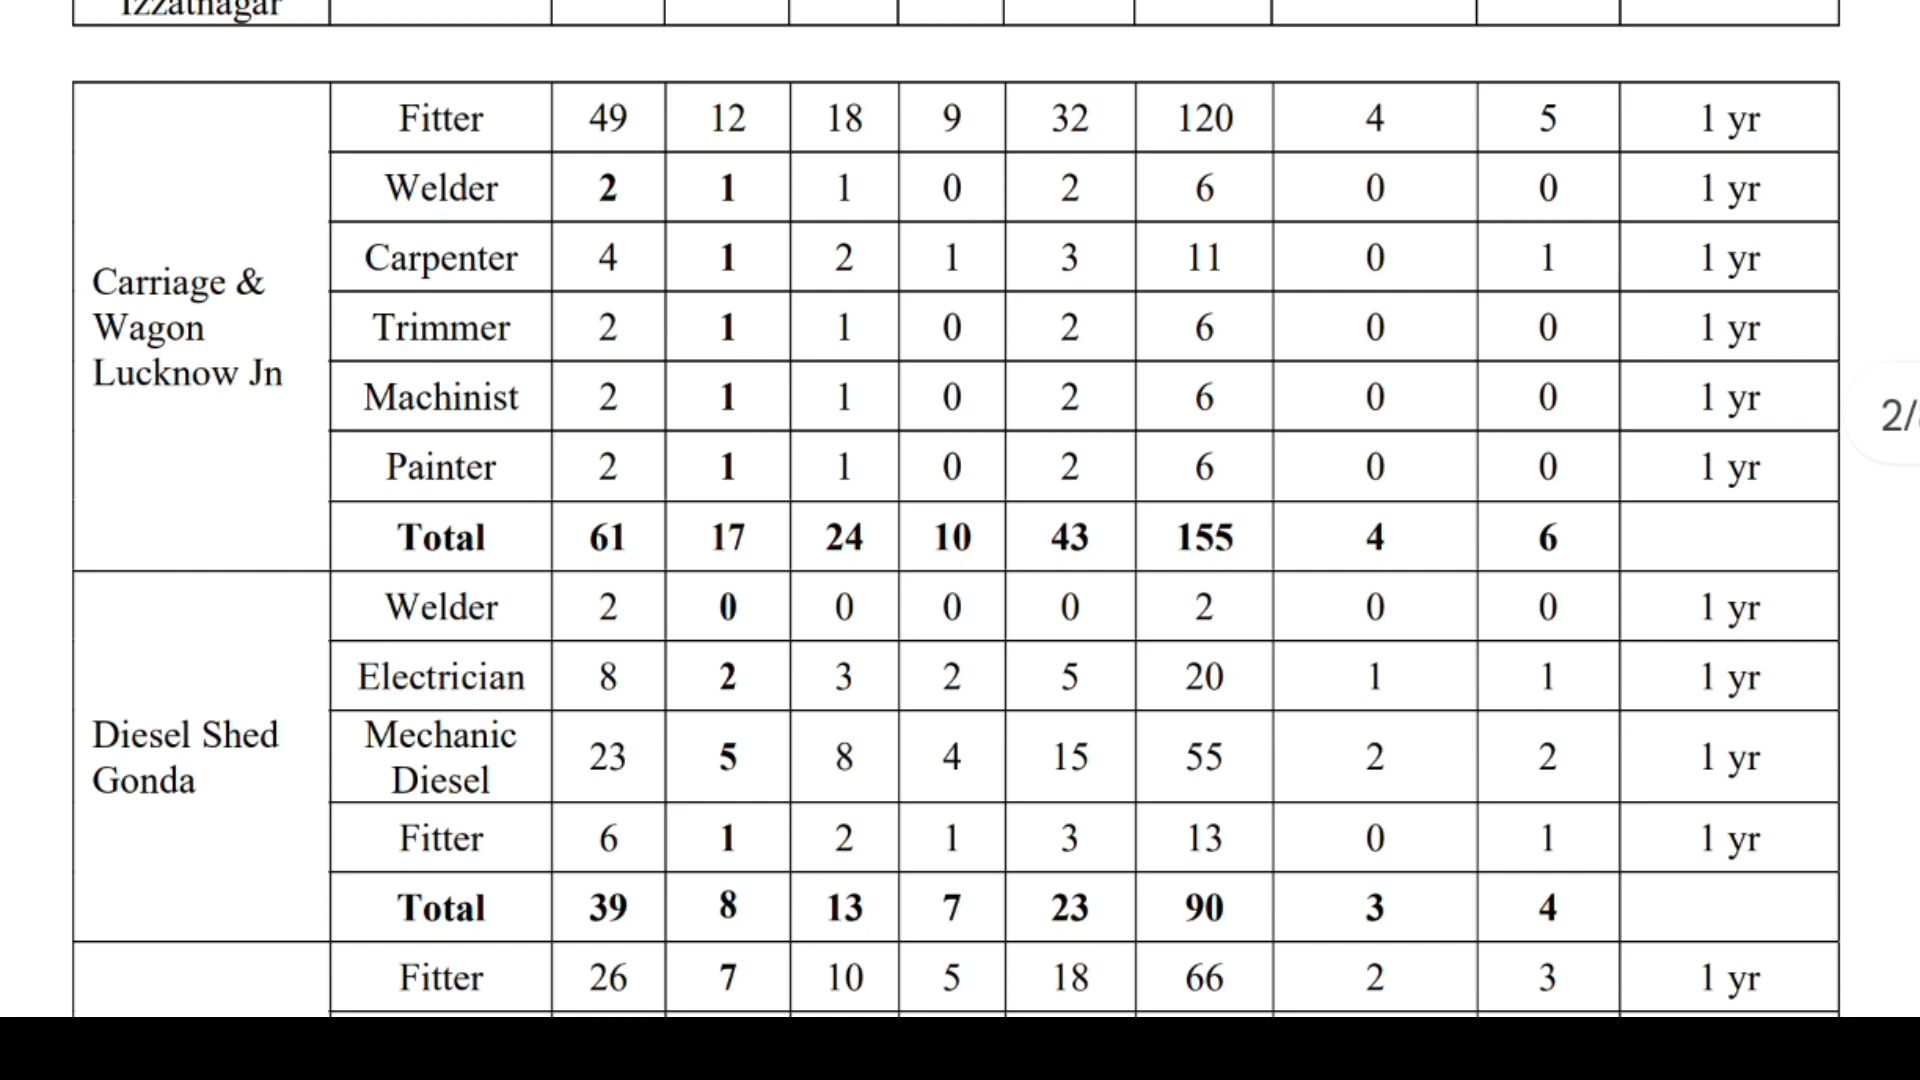 Izzatnagar
Fitter 49 12 18 9 32 120 4 5 1 yr
Welder 2 1 1 0 2 6 0 0 1 yr
Carpenter 4 1 2 1 3 11 0 1 1 yr
Carriage &
Wagon
Lucknow Jn
Trimmer 2 1 1 0 2 6 0 0 1 yr
Machinist 2 1 1 0 2 6 0 0 1 yr
Painter 2 1 1 0 2 6 0 0 1 yr
Total 61 17 24 10 43 155 4 6
Welder 2 0 0 0 0 2 0 0 1 yr
Electrician 8 2 3 2 5 20 1 1 1 yr
Diesel Shed
Gonda
Mechanic
Diesel 23 5 8 4 15 55 2 2 1 yr
Fitter 6 1 2 1 3 13 0 1 1 yr
Total 39 8 13 7 23 90 3 4
Fitter 26 7 10 5 18 66 2 3 1 yr
2/